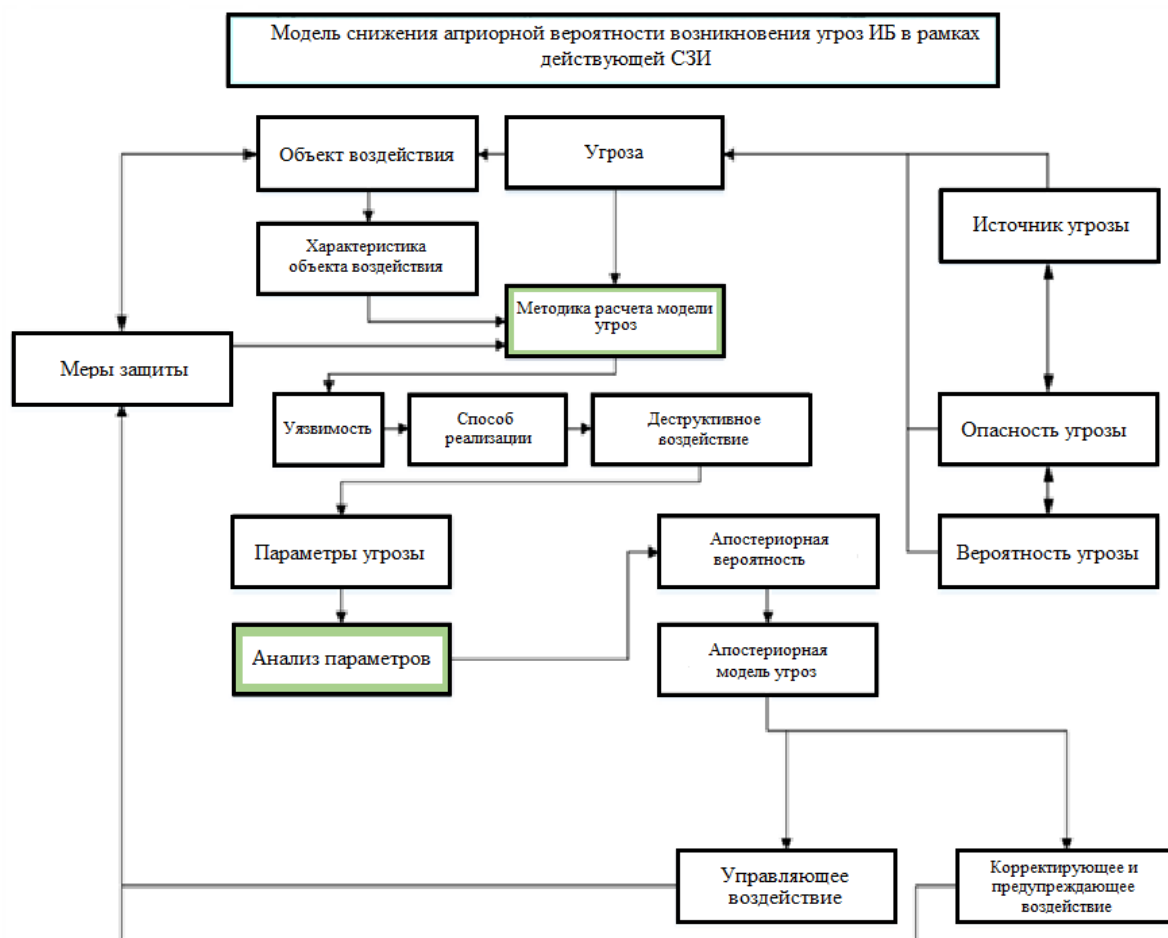 Модель снижения априорной вероятности возникновения угроз ИБ в рамках
действующей СЗИ
Объект воздействия
Угроза
Источник угрозы
Характеристика
объекта воздействия
Методика расчета модели
угроз
Меры защиты
Уязвимость
Способ
реализации
Деструктивное
воздействие
Опасность угрозы
Параметры угрозы
Апостериорная
вероятность
Вероятность угрозы
Анализ параметров
Апостериорная
модель угроз
Управляющее
воздействие
Корректирующее и
предупреждающее
воздействие